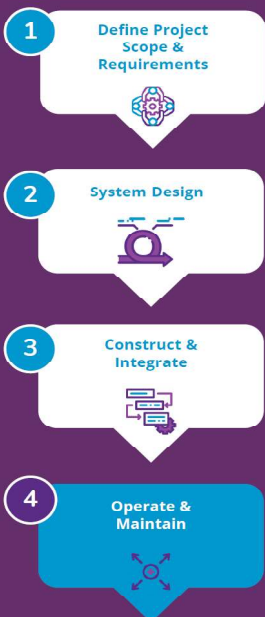 1
Define Project
Scope &
Requirements
2
System Design
3
Construct &
Integrate
4
Operate &
Maintain